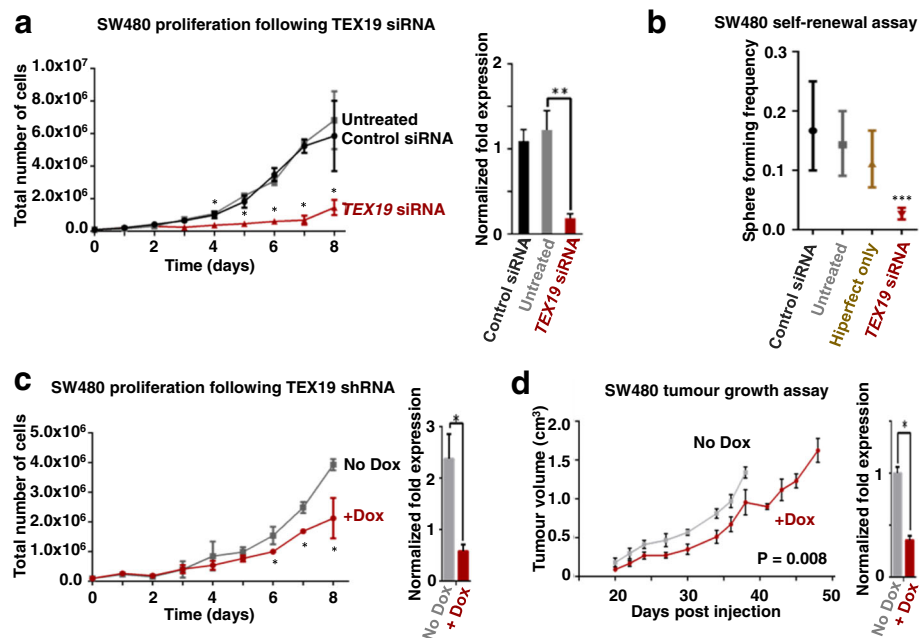 a
SW480 proliferation following TEX19 siRNA
Total number of cells
1.0x10⁷
8.0x10⁶
6.0x10⁶
4.0x10⁶
2.0x10⁶
0.0
0 2 4 6 8
Time (days)
Untreated
Control siRNA
TEX19 siRNA
* * * * *
Normalized fold expression
2
1
0
**
Control siRNA
Untreated
TEX19 siRNA
b
SW480 self-renewal assay
Sphere forming frequency
0.3
0.2
0.1
0.0
***
Control siRNA
Untreated
Hiperfect only
TEX19 siRNA
c
SW480 proliferation following TEX19 shRNA
Total number of cells
5.0x10⁶
4.0x10⁶
3.0x10⁶
2.0x10⁶
1.0x10⁶
0.0
0 2 4 6 8
Time (days)
No Dox
+Dox
* * *
Normalized fold expression
3
2
1
0
*
No Dox
+ Dox
d
SW480 tumour growth assay
Tumour volume (cm³)
2.0
1.5
1.0
0.5
0
20 30 40 50
Days post injection
No Dox
+Dox
P = 0.008
Normalized fold expression
1
0
*
No Dox
+ Dox